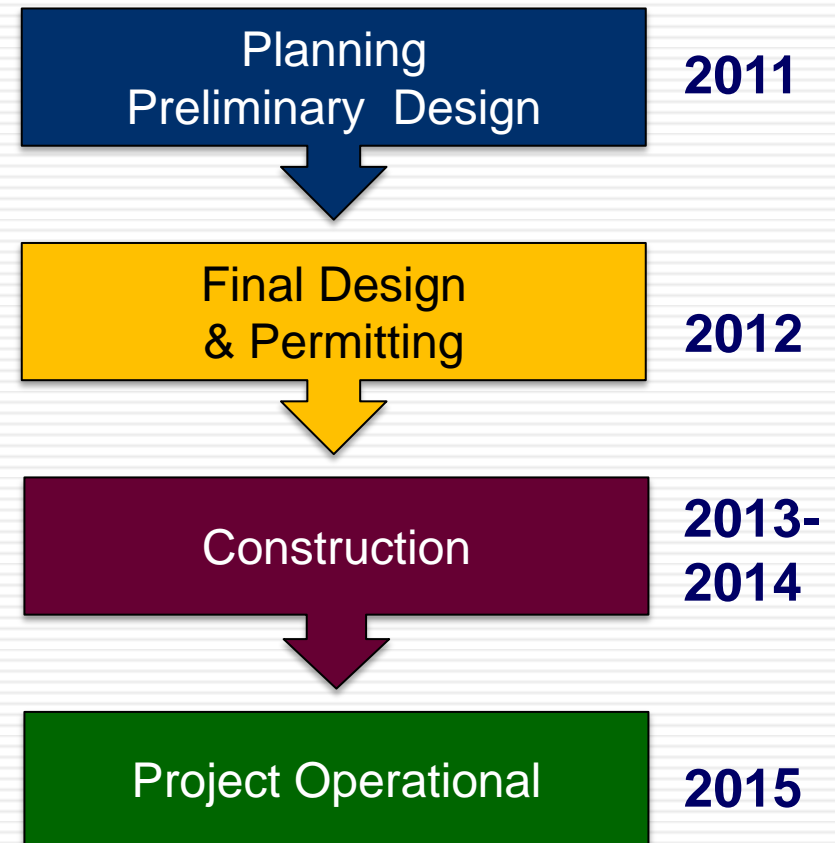 Planning
Preliminary  Design
2011
Final Design
& Permitting
2012
Construction
2013-
2014
Project Operational
2015